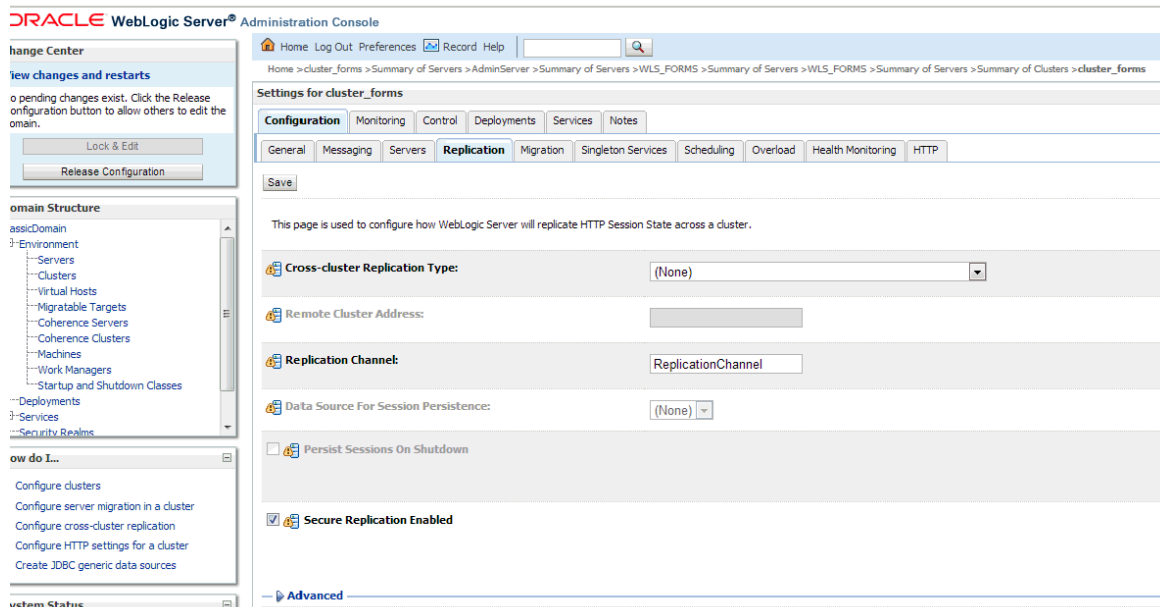 ORACLE WebLogic Server® Administration Console
hange Center
iew changes and restarts
o pending changes exist. Click the Release
onfiguration button to allow others to edit the
omain.
Lock & Edit
Release Configuration
omain Structure
assicDomain
Environment
Servers
Clusters
Virtual Hosts
Migratable Targets
Coherence Servers
Coherence Clusters
Machines
Work Managers
Startup and Shutdown Classes
Deployments
Services
Security Realms
ow do I...
Configure clusters
Configure server migration in a cluster
Configure cross-cluster replication
Configure HTTP settings for a cluster
Create JDBC generic data sources
ystem Status
Home Log Out Preferences Record Help
Home >cluster_forms >Summary of Servers >AdminServer >Summary of Servers >WLS_FORMS >Summary of Servers >WLS_FORMS >Summary of Servers >Summary of Clusters >cluster_forms
Settings for cluster_forms
Configuration Monitoring Control Deployments Services Notes
General Messaging Servers Replication Migration Singleton Services Scheduling Overload Health Monitoring HTTP
Save
This page is used to configure how WebLogic Server will replicate HTTP Session State across a cluster.
Cross-cluster Replication Type: (None)
Remote Cluster Address:
Replication Channel: ReplicationChannel
Data Source For Session Persistence: (None)
Persist Sessions On Shutdown
Secure Replication Enabled
Advanced